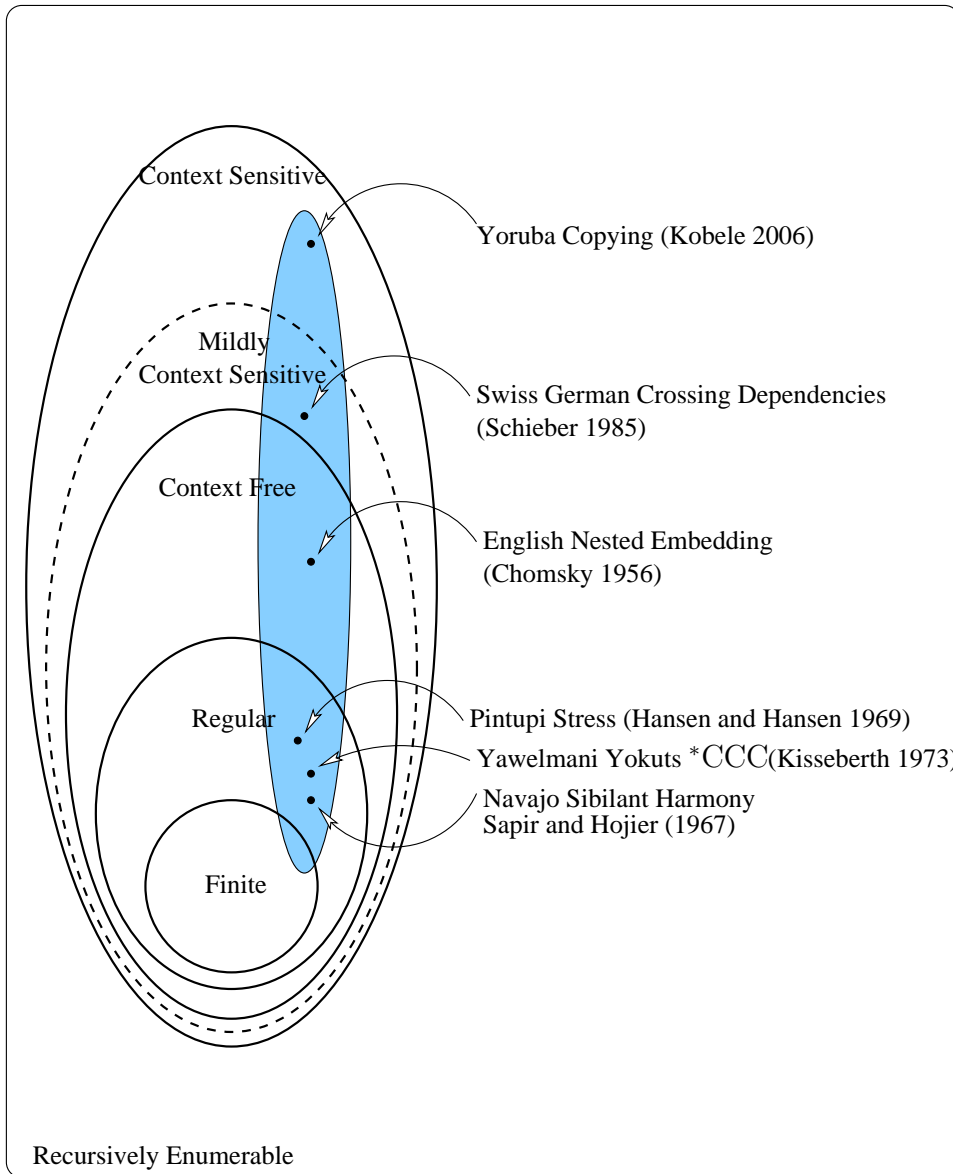 Context Sensitive
Yoruba Copying (Kobele 2006)
Mildly
Context Sensitive
Swiss German Crossing Dependencies
(Schieber 1985)
Context Free
English Nested Embedding
(Chomsky 1956)
Regular
Pintupi Stress (Hansen and Hansen 1969)
Yawelmani Yokuts *CCC(Kisseberth 1973)
Navajo Sibilant Harmony
Sapir and Hojier (1967)
Finite
Recursively Enumerable